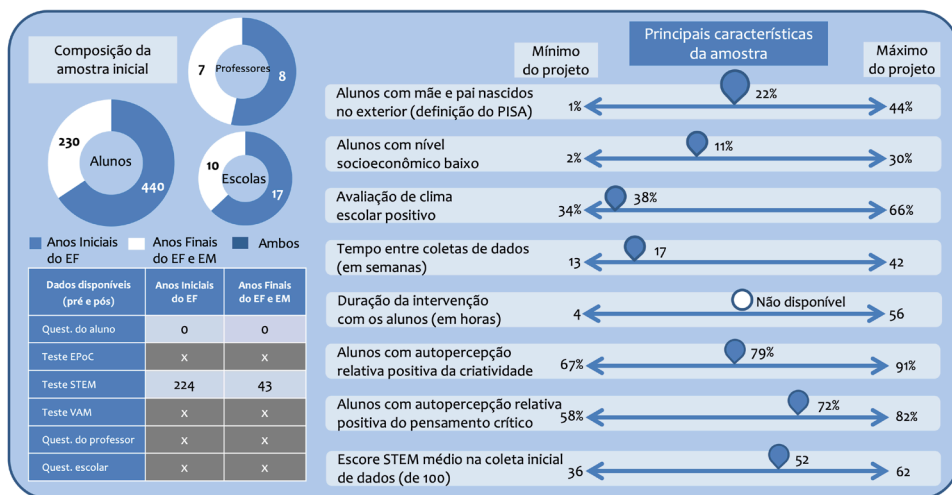 Composição da
amostra inicial
Professores
7
8
Alunos
230
440
Escolas
10
17
Anos Iniciais
do EF
Anos Finais
do EF e EM
Ambos
Dados disponíveis
(pré e pós)
Anos Iniciais
do EF
Anos Finais
do EF e EM
Quest. do aluno
0
0
Teste EPoC
x
x
Teste STEM
224
43
Teste VAM
x
x
Quest. do professor
x
x
Quest. escolar
x
x
Mínimo
do projeto
Principais características
da amostra
Máximo
do projeto
Alunos com mãe e pai nascidos
no exterior (definição do PISA)
1%
22%
44%
Alunos com nível
socioeconômico baixo
2%
11%
30%
Avaliação de clima
escolar positivo
34%
38%
66%
Tempo entre coletas de dados
(em semanas)
13
17
42
Duração da intervenção
com os alunos (em horas)
4
Não disponível
56
Alunos com autopercepção
relativa positiva da criatividade
67%
79%
91%
Alunos com autopercepção relativa
positiva do pensamento crítico
58%
72%
82%
Escore STEM médio na coleta inicial
de dados (de 100)
36
52
62